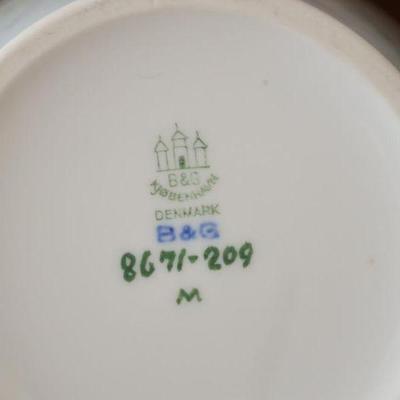 B&G
KJØBENHAVN
DENMARK
B&G
8671-209
M